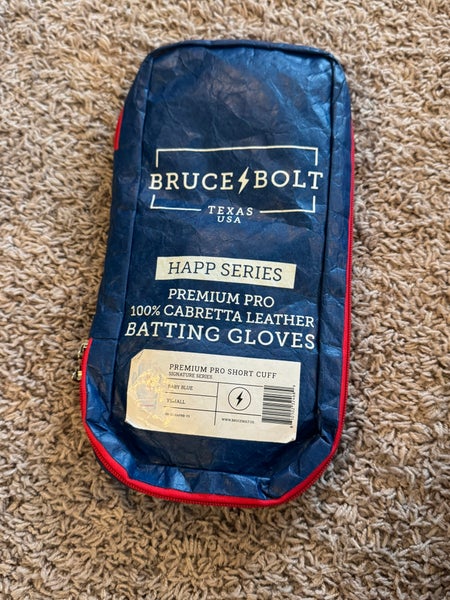 BRUCE BOLT
TEXAS
USA
HAPP SERIES
PREMIUM PRO
100% CABRETTA LEATHER
BATTING GLOVES
PREMIUM PRO SHORT CUFF
SIGNATURE SERIES
BABY BLUE